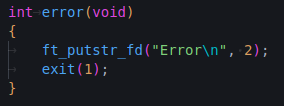 int error(void)
{
    ft_putstr_fd("Error\n", 2);
    exit(1);
}